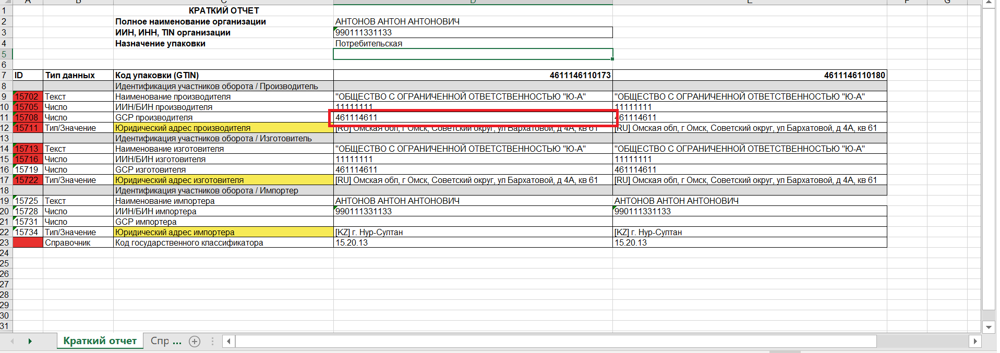 A B C D E F G
1 КРАТКИЙ ОТЧЕТ
2 Полное наименование организации АНТОНОВ АНТОН АНТОНОВИЧ
3 ИИН, ИНН, TIN организации 990111331133
4 Назначение упаковки Потребительская
5
6
7 ID Тип данных Код упаковки (GTIN) 4611146110173 4611146110180
8 Идентификация участников оборота / Производитель
9 15702 Текст Наименование производителя "ОБЩЕСТВО С ОГРАНИЧЕННОЙ ОТВЕТСТВЕННОСТЬЮ "Ю-А" "ОБЩЕСТВО С ОГРАНИЧЕННОЙ ОТВЕТСТВЕННОСТЬЮ "Ю-А"
10 15705 Число ИИН/БИН производителя 11111111 11111111
11 15708 Число GCP производителя 461114611 461114611
12 15711 Тип/Значение Юридический адрес производителя [RU] Омская обл, г Омск, Советский округ, ул Бархатовой, д 4А, кв 61 [RU] Омская обл, г Омск, Советский округ, ул Бархатовой, д 4А, кв 61
13 Идентификация участников оборота / Изготовитель
14 15713 Текст Наименование изготовителя "ОБЩЕСТВО С ОГРАНИЧЕННОЙ ОТВЕТСТВЕННОСТЬЮ "Ю-А" "ОБЩЕСТВО С ОГРАНИЧЕННОЙ ОТВЕТСТВЕННОСТЬЮ "Ю-А"
15 15716 Число ИИН/БИН изготовителя 11111111 11111111
16 15719 Число GCP изготовителя 461114611 461114611
17 15722 Тип/Значение Юридический адрес изготовителя [RU] Омская обл, г Омск, Советский округ, ул Бархатовой, д 4А, кв 61 [RU] Омская обл, г Омск, Советский округ, ул Бархатовой, д 4А, кв 61
18 Идентификация участников оборота / Импортер
19 15725 Текст Наименование импортера АНТОНОВ АНТОН АНТОНОВИЧ АНТОНОВ АНТОН АНТОНОВИЧ
20 15728 Число ИИН/БИН импортера 990111331133 990111331133
21 15731 Число GCP импортера
22 15734 Тип/Значение Юридический адрес импортера [KZ] г. Нур-Султан [KZ] г. Нур-Султан
23 Справочник Код государственного классификатора 15.20.13 15.20.13
24
25
26
27
28
29
30
31
Краткий отчет Спр ...